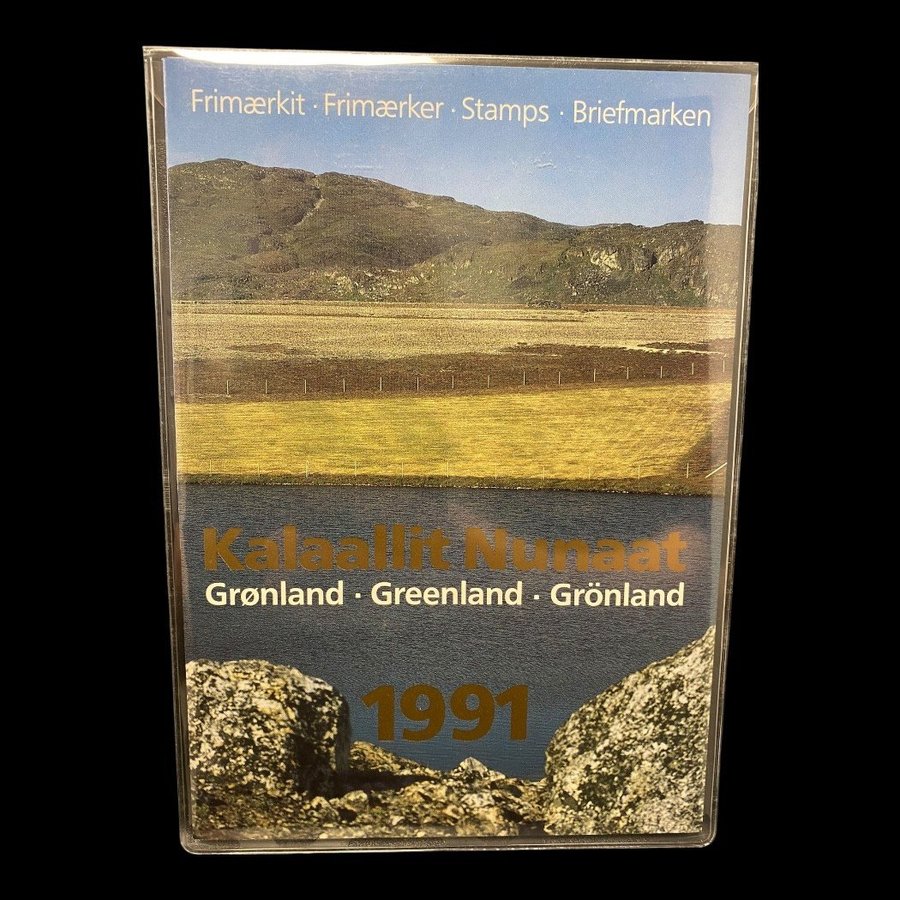 Frimærkit · Frimærker · Stamps · Briefmarken
Kalaallit Nunaat
Grønland · Greenland · Grönland
1991